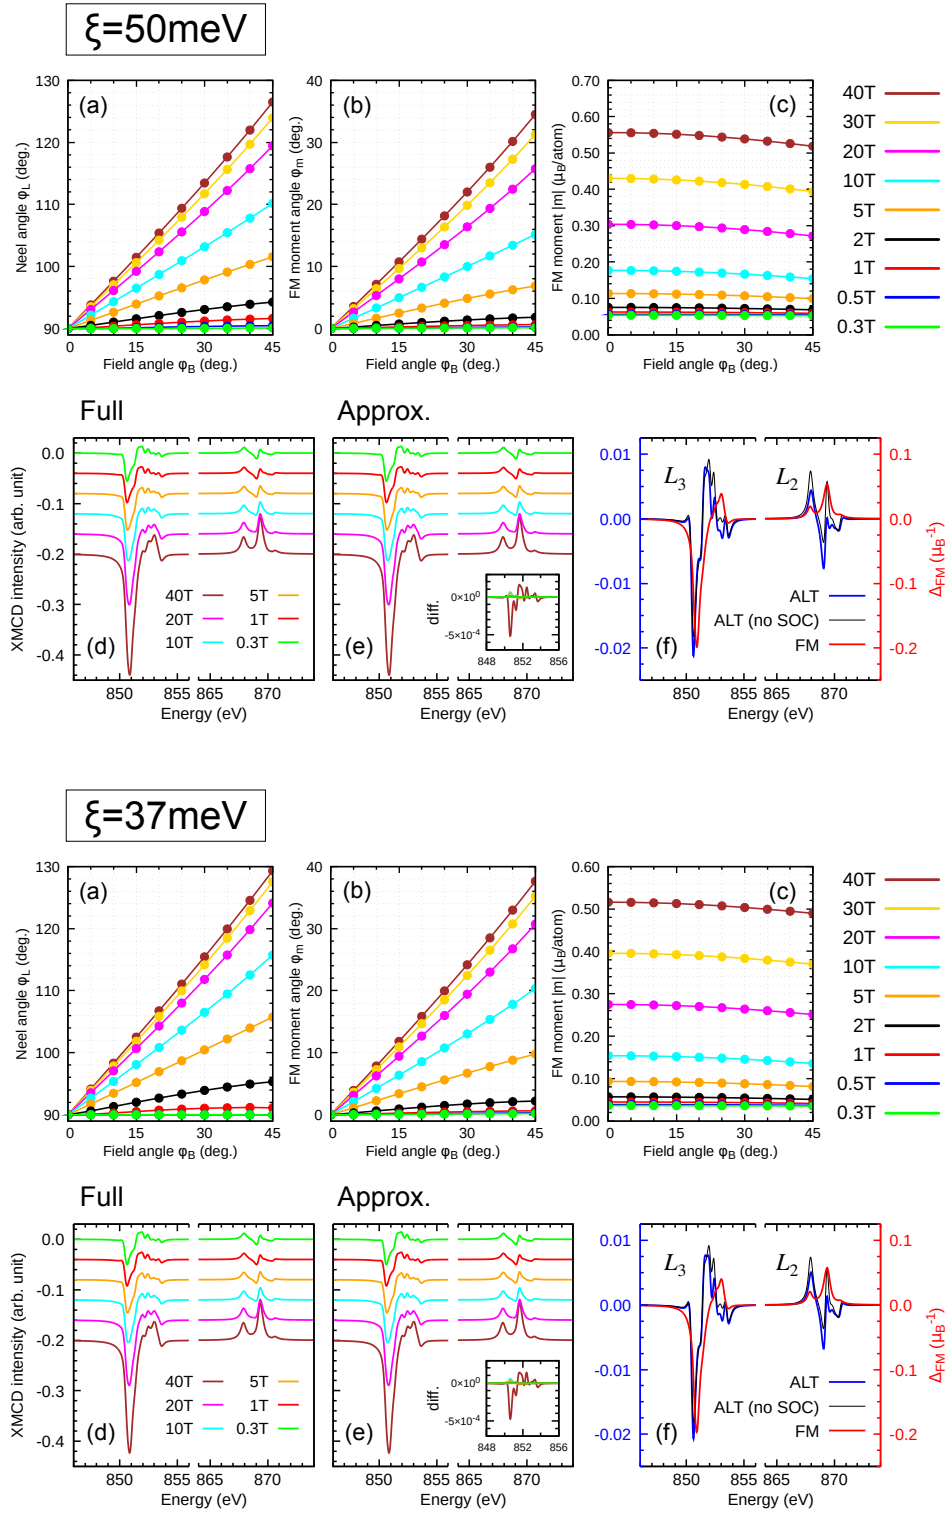 ξ=50meV
(a)
Neel angle φL (deg.)
130
120
110
100
90
0 15 30 45
Field angle φB (deg.)
(b)
FM moment angle φm (deg.)
40
30
20
10
0
0 15 30 45
Field angle φB (deg.)
(c)
FM moment |m| (μB/atom)
0.70
0.60
0.50
0.40
0.30
0.20
0.10
0.00
0 15 30 45
Field angle φB (deg.)
40T
30T
20T
10T
5T
2T
1T
0.5T
0.3T
Full
XMCD intensity (arb. unit)
0.0
-0.1
-0.2
-0.3
-0.4
40T 5T
20T 1T
10T 0.3T
(d)
850 855 865 870
Energy (eV)
Approx.
diff.
0×10⁰
-5×10⁻⁴
848 852 856
(e)
850 855 865 870
Energy (eV)
0.01
0.00
-0.01
-0.02
L3 L2
0.1
0.0
-0.1
-0.2
ΔFM (μB⁻¹)
ALT
ALT (no SOC)
FM
(f)
850 855 865 870
Energy (eV)
ξ=37meV
(a)
Neel angle φL (deg.)
130
120
110
100
90
0 15 30 45
Field angle φB (deg.)
(b)
FM moment angle φm (deg.)
40
30
20
10
0
0 15 30 45
Field angle φB (deg.)
(c)
FM moment |m| (μB/atom)
0.60
0.50
0.40
0.30
0.20
0.10
0.00
0 15 30 45
Field angle φB (deg.)
40T
30T
20T
10T
5T
2T
1T
0.5T
0.3T
Full
XMCD intensity (arb. unit)
0.0
-0.1
-0.2
-0.3
-0.4
40T 5T
20T 1T
10T 0.3T
(d)
850 855 865 870
Energy (eV)
Approx.
diff.
0×10⁰
-5×10⁻⁴
848 852 856
(e)
850 855 865 870
Energy (eV)
0.01
0.00
-0.01
-0.02
L3 L2
0.1
0.0
-0.1
-0.2
ΔFM (μB⁻¹)
ALT
ALT (no SOC)
FM
(f)
850 855 865 870
Energy (eV)